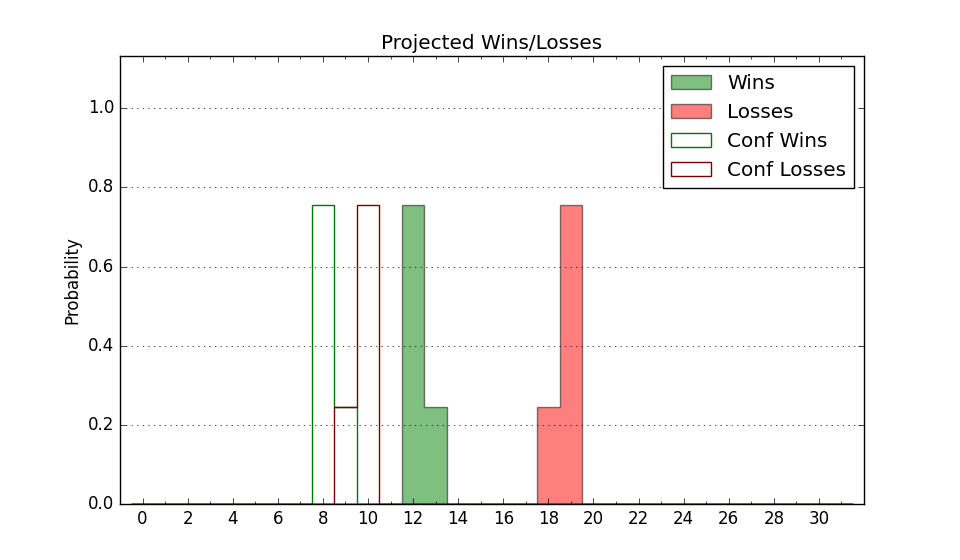 Projected Wins/Losses
Wins
Losses
Conf Wins
Conf Losses
Probability
1.0
0.8
0.6
0.4
0.2
0.0
0 2 4 6 8 10 12 14 16 18 20 22 24 26 28 30